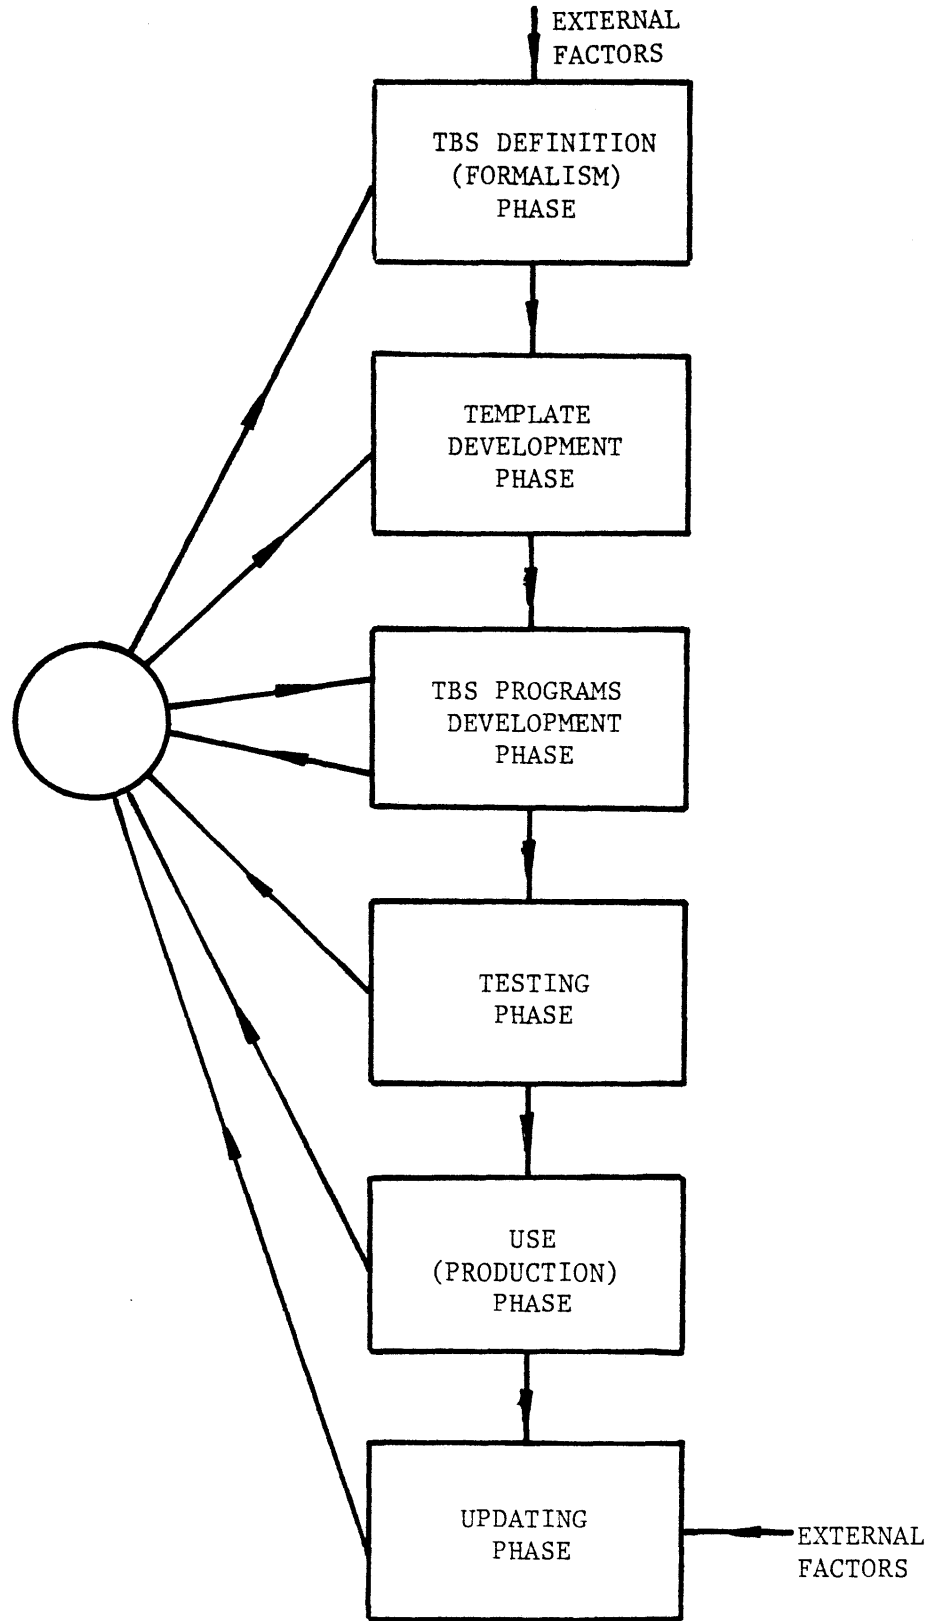 EXTERNAL
FACTORS
TBS DEFINITION
(FORMALISM)
PHASE
TEMPLATE
DEVELOPMENT
PHASE
TBS PROGRAMS
DEVELOPMENT
PHASE
TESTING
PHASE
USE
(PRODUCTION)
PHASE
UPDATING
PHASE
EXTERNAL
FACTORS